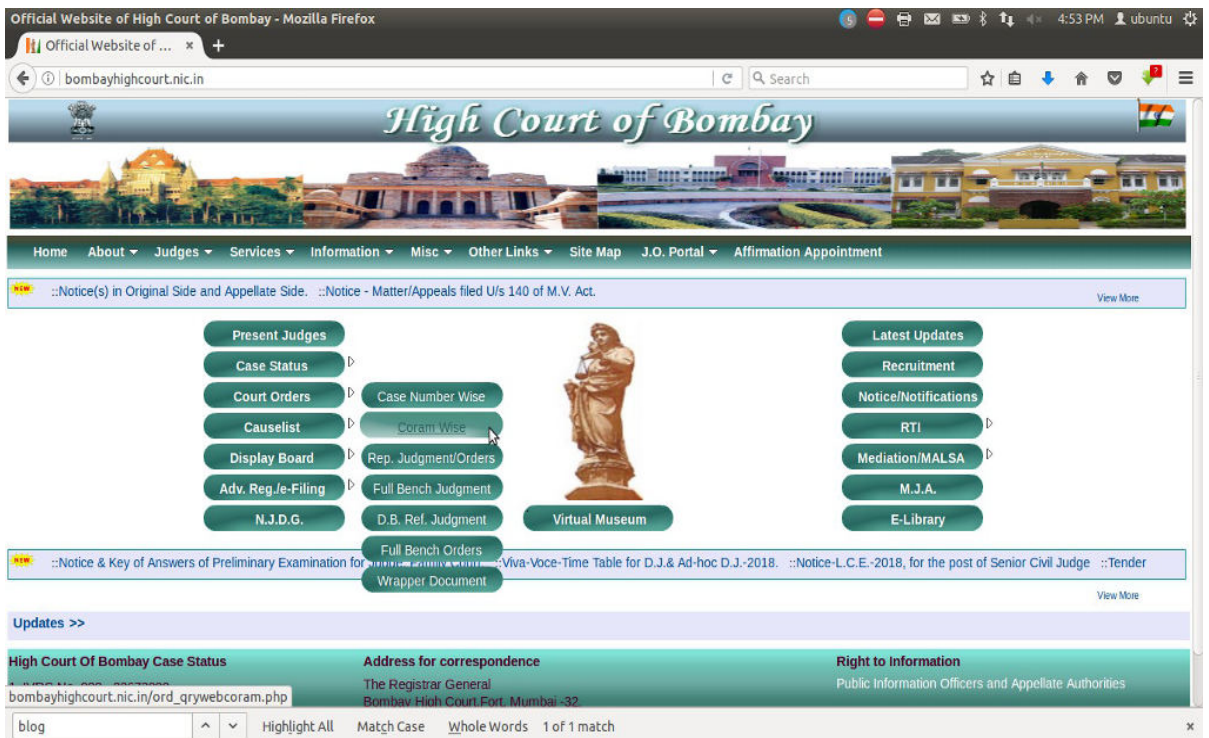 Official Website of High Court of Bombay - Mozilla Firefox
4:53 PM ubuntu
Official Website of ... × +
bombayhighcourt.nic.in
Search
High Court of Bombay
Home About Judges Services Information Misc Other Links Site Map J.O. Portal Affirmation Appointment
NEW ::Notice(s) in Original Side and Appellate Side. ::Notice - Matter/Appeals filed U/s 140 of M.V. Act.
View More
Present Judges
Case Status
Court Orders
Causelist
Display Board
Adv. Reg./e-Filing
N.J.D.G.
Case Number Wise
Coram Wise
Rep. Judgment/Orders
Full Bench Judgment
D.B. Ref. Judgment
Full Bench Orders
Wrapper Document
Virtual Museum
Latest Updates
Recruitment
Notice/Notifications
RTI
Mediation/MALSA
M.J.A.
E-Library
NEW ::Notice & Key of Answers of Preliminary Examination for ::Viva-Voce-Time Table for D.J.& Ad-hoc D.J.-2018. ::Notice-L.C.E.-2018, for the post of Senior Civil Judge ::Tender
View More
Updates >>
High Court Of Bombay Case Status
Address for correspondence
The Registrar General
Bombay High Court,Fort, Mumbai -32.
Right to Information
Public Information Officers and Appellate Authorities
bombayhighcourt.nic.in/ord_qrywebcoram.php
blog Highlight All Match Case Whole Words 1 of 1 match ×